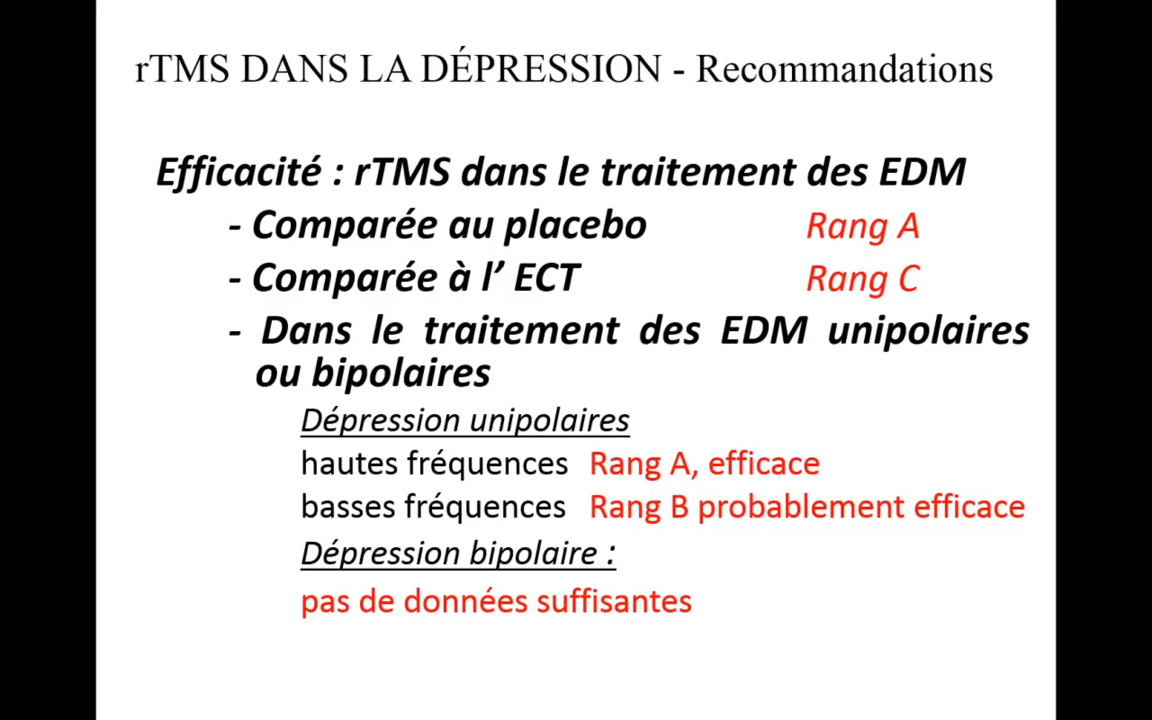 rTMS DANS LA DÉPRESSION - Recommandations
Efficacité : rTMS dans le traitement des EDM
- Comparée au placebo Rang A
- Comparée à l’ ECT Rang C
- Dans le traitement des EDM unipolaires
ou bipolaires
Dépression unipolaires
hautes fréquences Rang A, efficace
basses fréquences Rang B probablement efficace
Dépression bipolaire :
pas de données suffisantes